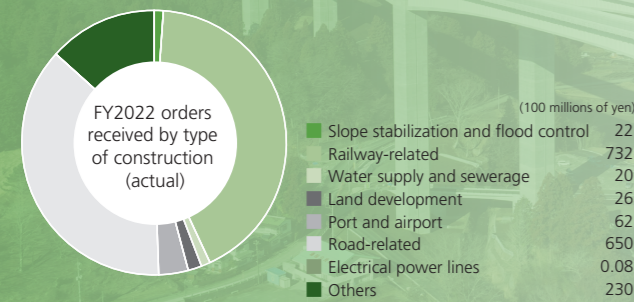 FY2022 orders
received by type
of construction
(actual)
(100 millions of yen)
Slope stabilization and flood control 22
Railway-related 732
Water supply and sewerage 20
Land development 26
Port and airport 62
Road-related 650
Electrical power lines 0.08
Others 230